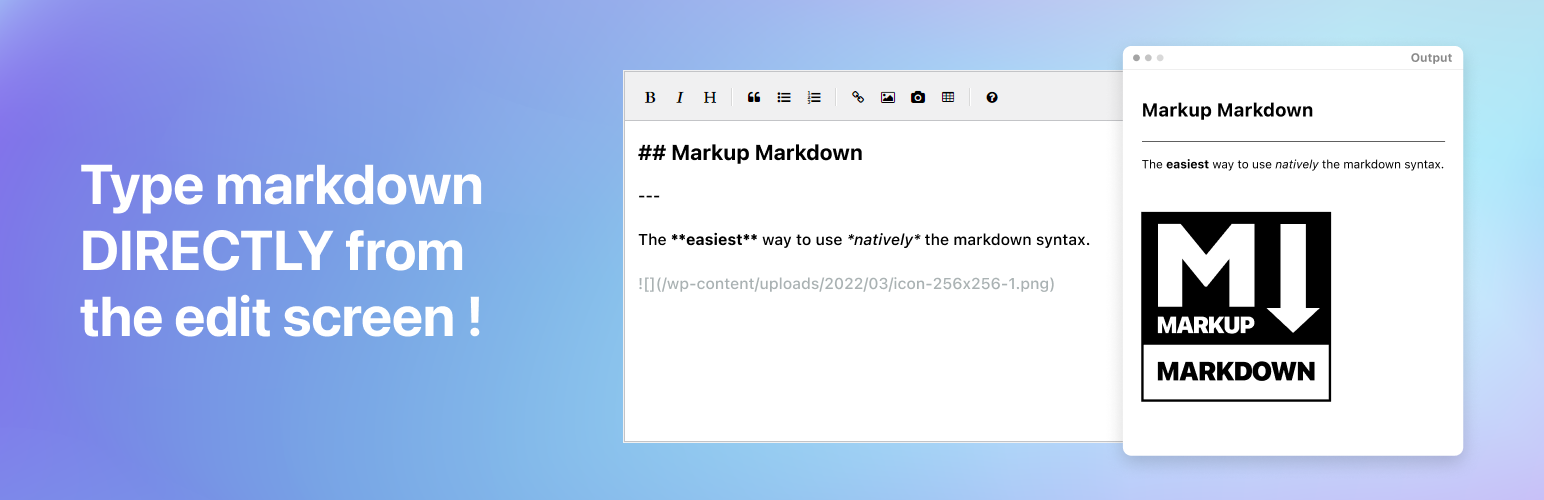 Type markdown
DIRECTLY from
the edit screen !
B I H
## Markup Markdown
---
The **easiest** way to use *natively* the markdown syntax.
![](/wp-content/uploads/2022/03/icon-256x256-1.png)
Output
Markup Markdown
The easiest way to use natively the markdown syntax.
M
MARKUP
MARKDOWN